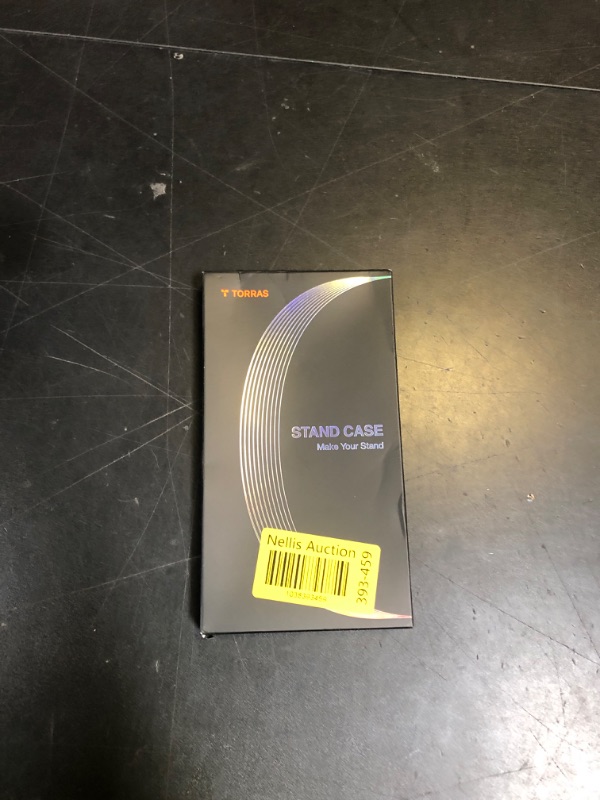 TORRAS
STAND CASE
Make Your Stand
Nellis Auction
393-459